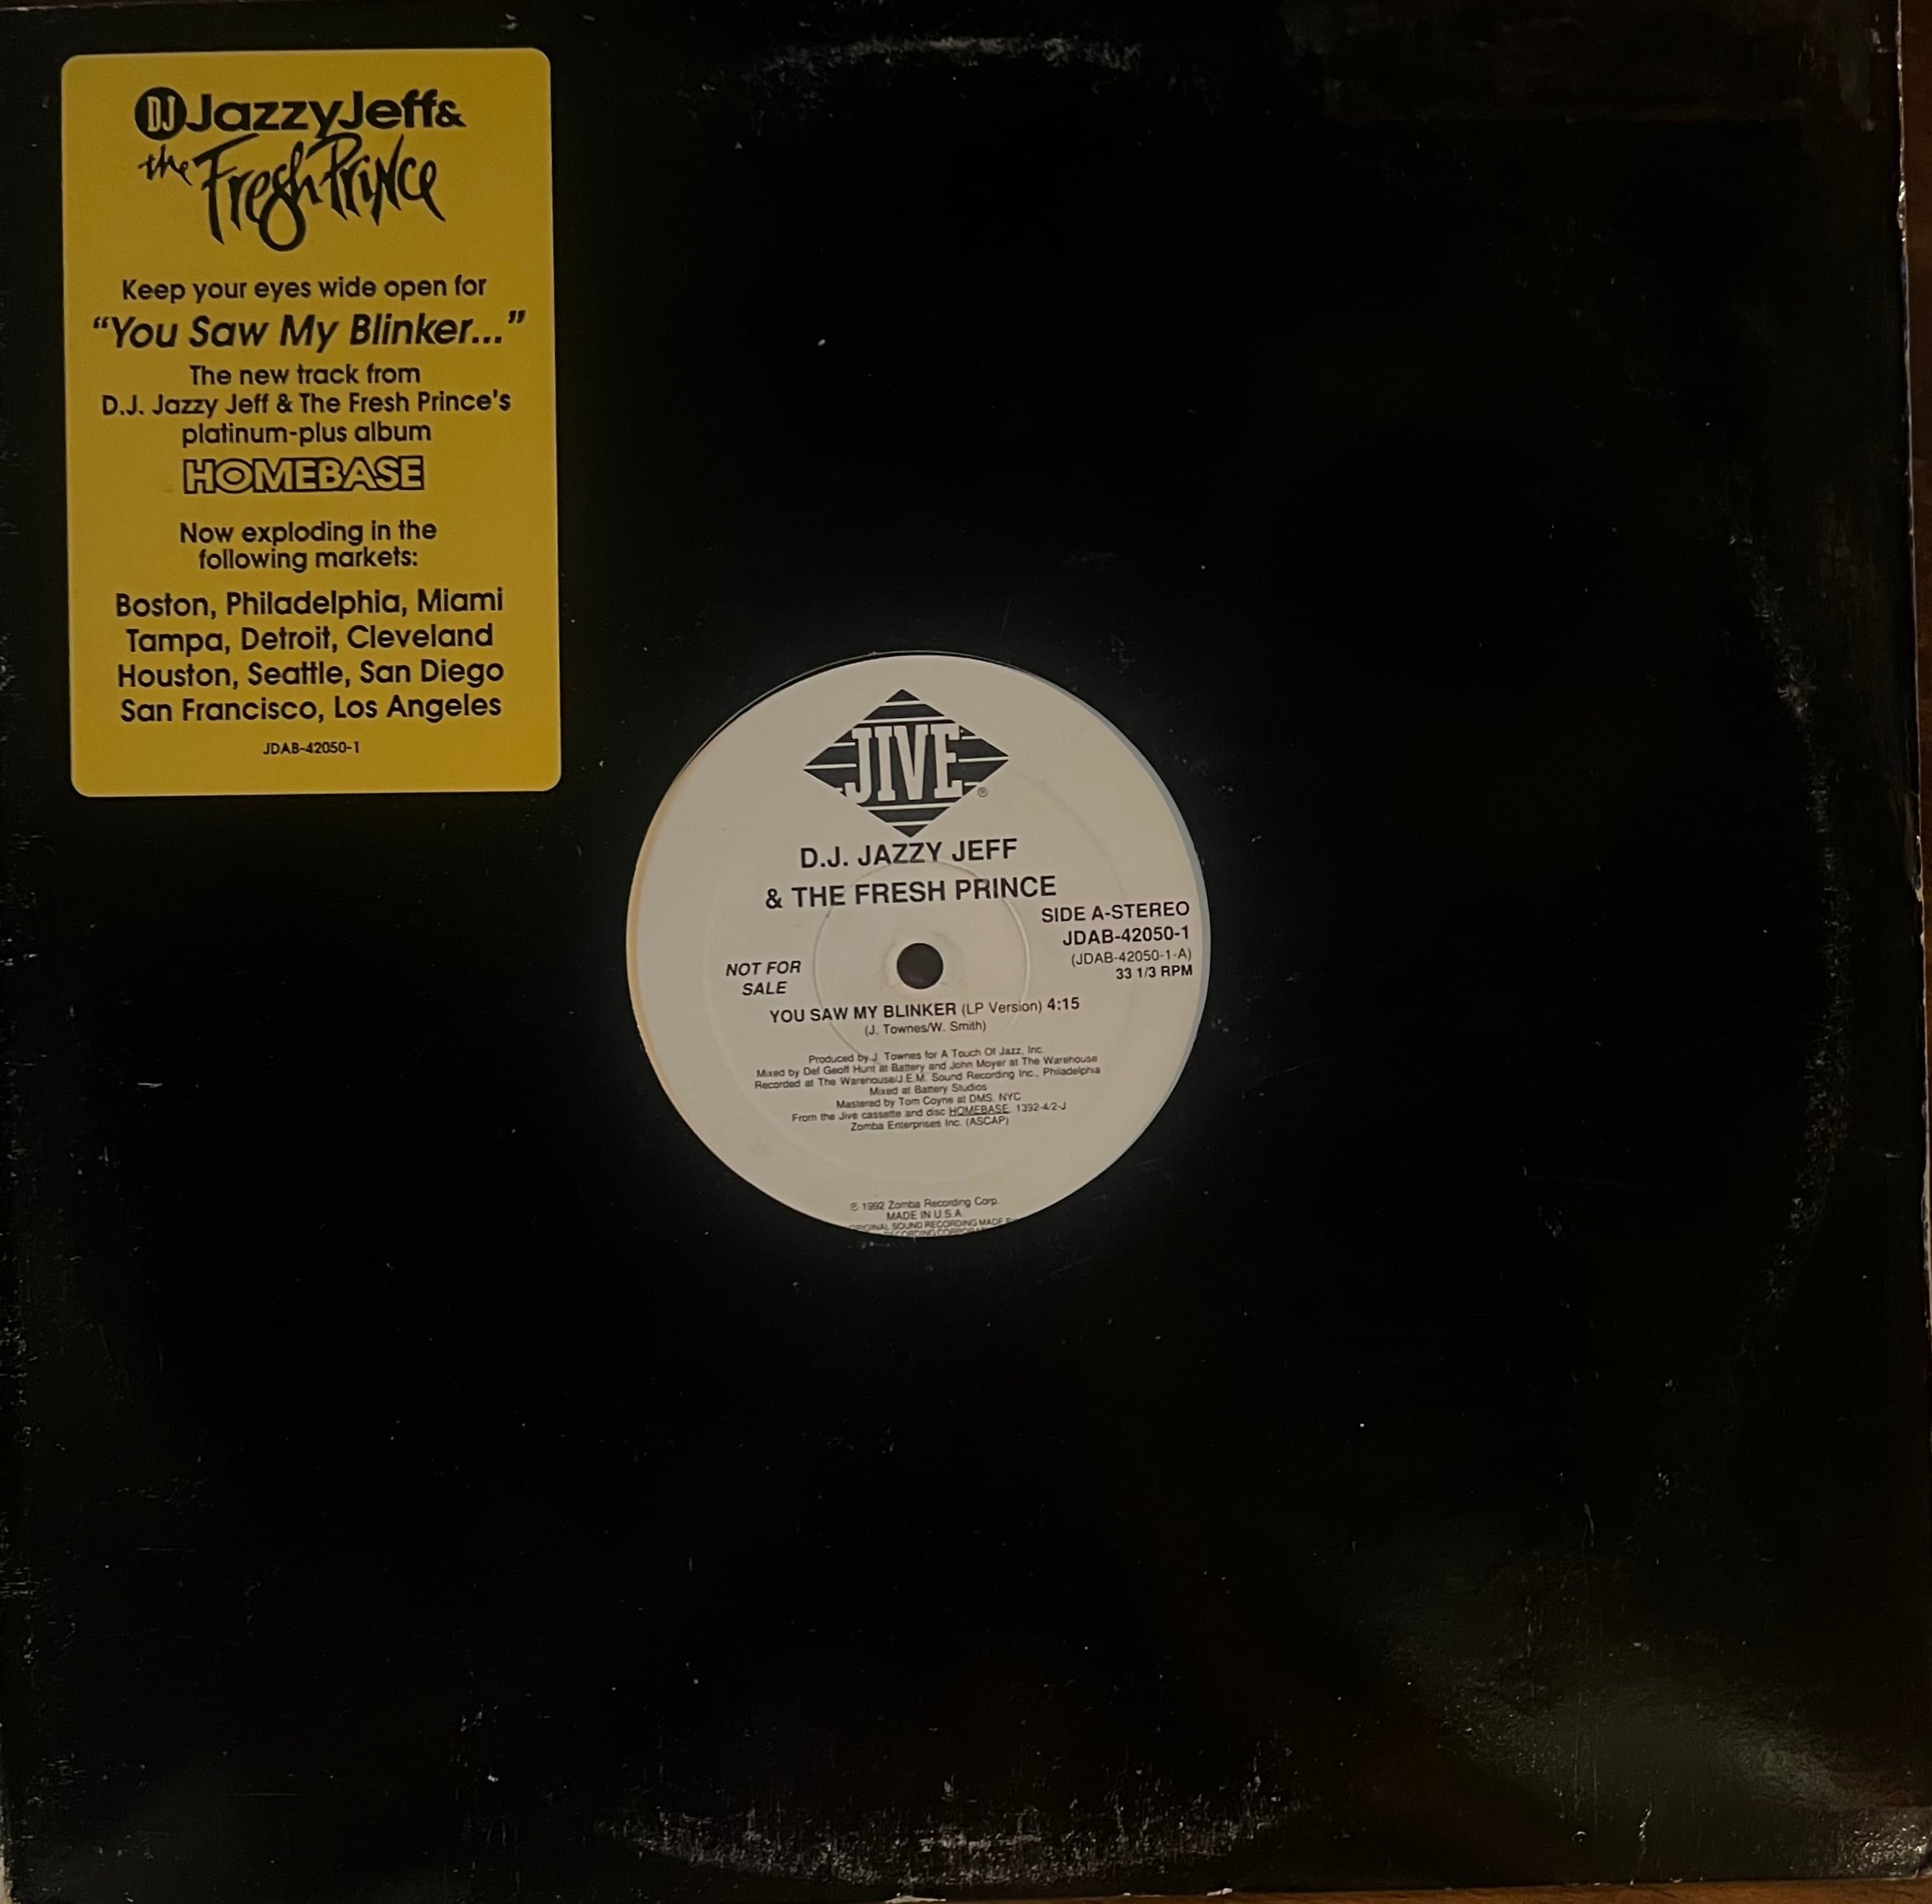 DJ JazzyJeff&
the Fresh Prince
Keep your eyes wide open for
“You Saw My Blinker...”
The new track from
D.J. Jazzy Jeff & The Fresh Prince's
platinum-plus album
HOMEBASE
Now exploding in the
following markets:
Boston, Philadelphia, Miami
Tampa, Detroit, Cleveland
Houston, Seattle, San Diego
San Francisco, Los Angeles
JDAB-42050-1
JIVE®
D.J. JAZZY JEFF
& THE FRESH PRINCE
SIDE A-STEREO
JDAB-42050-1
(JDAB-42050-1-A)
33 1/3 RPM
NOT FOR
SALE
YOU SAW MY BLINKER (LP Version) 4:15
(J. Townes/W. Smith)
Produced by J. Townes for A Touch Of Jazz, Inc.
Mixed by Def Geoff Hunt at Battery and John Moyer at The Warehouse
Recorded at The Warehouse/J.E.M. Sound Recording Inc., Philadelphia
Mixed at Battery Studios
Mastered by Tom Coyne at DMS, NYC
From the Jive cassette and disc HOMEBASE, 1392-4/2-J
Zomba Enterprises Inc. (ASCAP)
℗ 1992 Zomba Recording Corp.
MADE IN U.S.A.
ORIGINAL SOUND RECORDING MADE